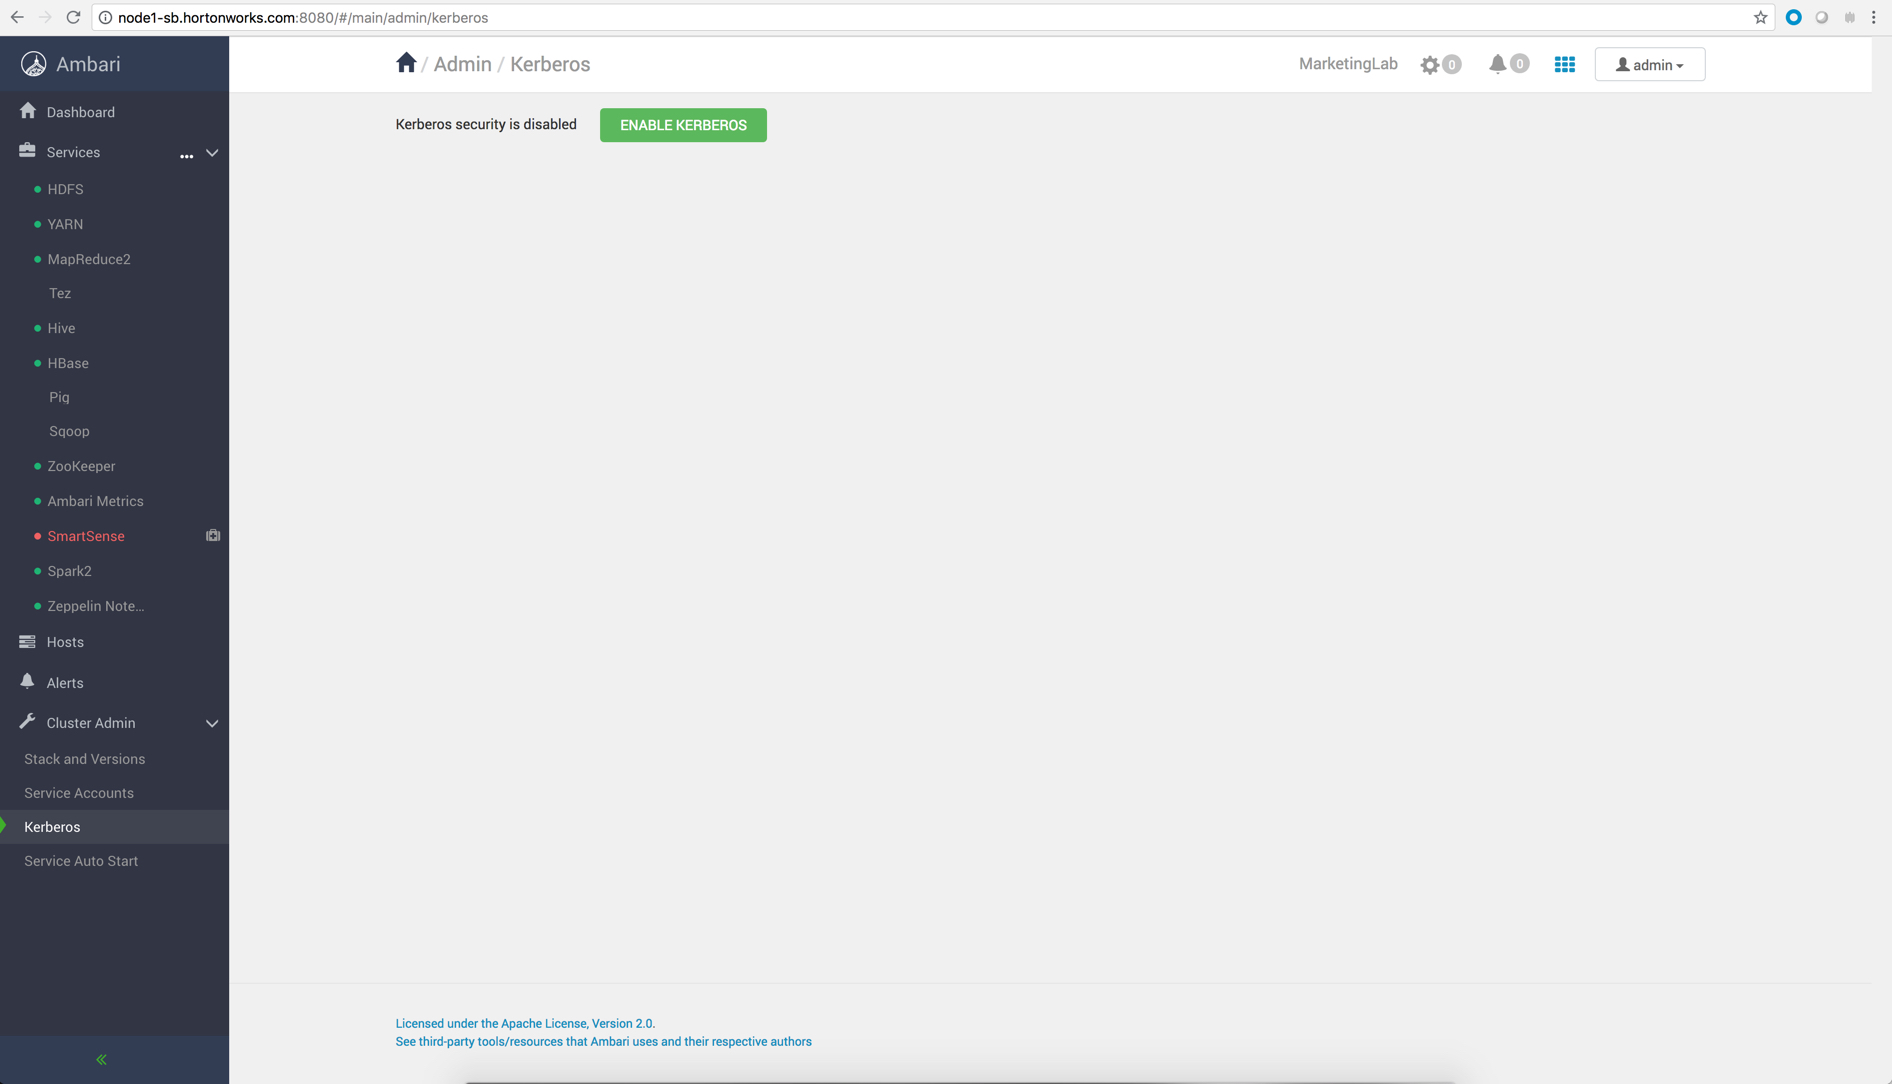 node1-sb.hortonworks.com:8080/#/main/admin/kerberos
Ambari
/ Admin / Kerberos
MarketingLab
0
0
admin
Dashboard
Kerberos security is disabled
ENABLE KERBEROS
Services
...
HDFS
YARN
MapReduce2
Tez
Hive
HBase
Pig
Sqoop
ZooKeeper
Ambari Metrics
SmartSense
Spark2
Zeppelin Note...
Hosts
Alerts
Cluster Admin
Stack and Versions
Service Accounts
Kerberos
Service Auto Start
Licensed under the Apache License, Version 2.0.
See third-party tools/resources that Ambari uses and their respective authors